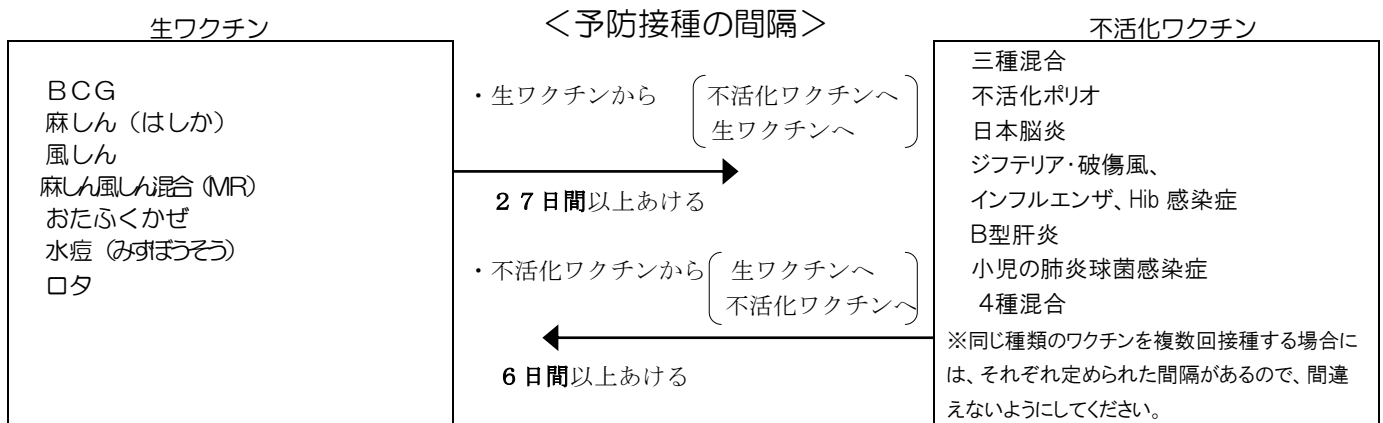 ＜予防接種の間隔＞
生ワクチン
ＢＣＧ
麻しん（はしか）
風しん
麻しん風しん混合（MR）
おたふくかぜ
水痘（みずぼうそう）
ロタ
・生ワクチンから
不活化ワクチンへ
生ワクチンへ
２７日間以上あける
・不活化ワクチンから
生ワクチンへ
不活化ワクチンへ
６日間以上あける
不活化ワクチン
三種混合
不活化ポリオ
日本脳炎
ジフテリア・破傷風、
インフルエンザ、Hib 感染症
Ｂ型肝炎
小児の肺炎球菌感染症
４種混合
※同じ種類のワクチンを複数回接種する場合に
は、それぞれ定められた間隔があるので、間違
えないようにしてください。